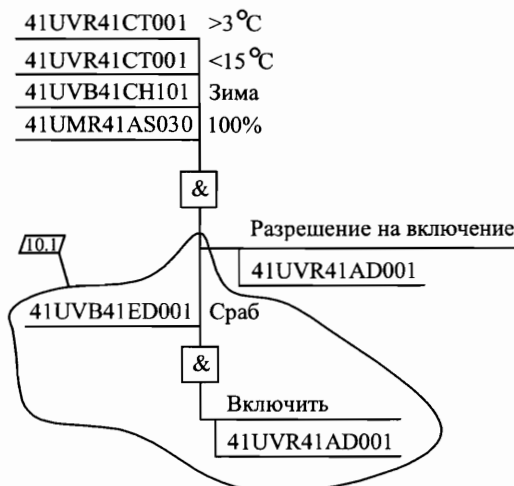 41UVR41CT001 >3°C
41UVR41CT001 <15°C
41UVB41CH101 Зима
41UMR41AS030 100%
&
10.1
Разрешение на включение
41UVR41AD001
41UVB41ED001 Сраб
&
Включить
41UVR41AD001